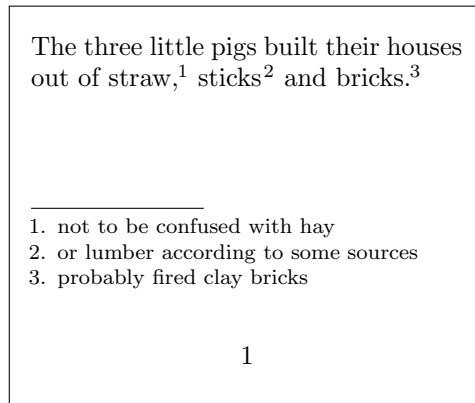 The three little pigs built their houses
out of straw,¹ sticks² and bricks.³
1. not to be confused with hay
2. or lumber according to some sources
3. probably fired clay bricks
1